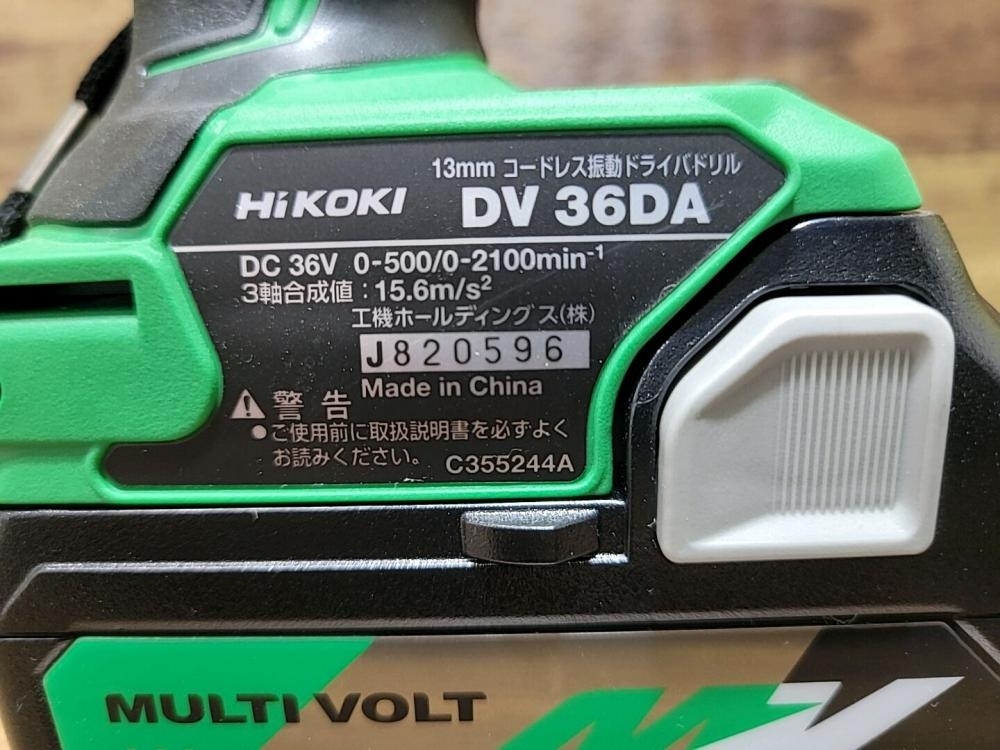 13mm コードレス振動ドライバドリル
HiKOKI DV 36DA
DC 36V 0-500/0-2100min⁻¹
3軸合成値：15.6m/s²
工機ホールディングス(株)
J820596
Made in China
⚠警告
●ご使用前に取扱説明書を必ずよく
お読みください。 C355244A
MULTI VOLT
MV